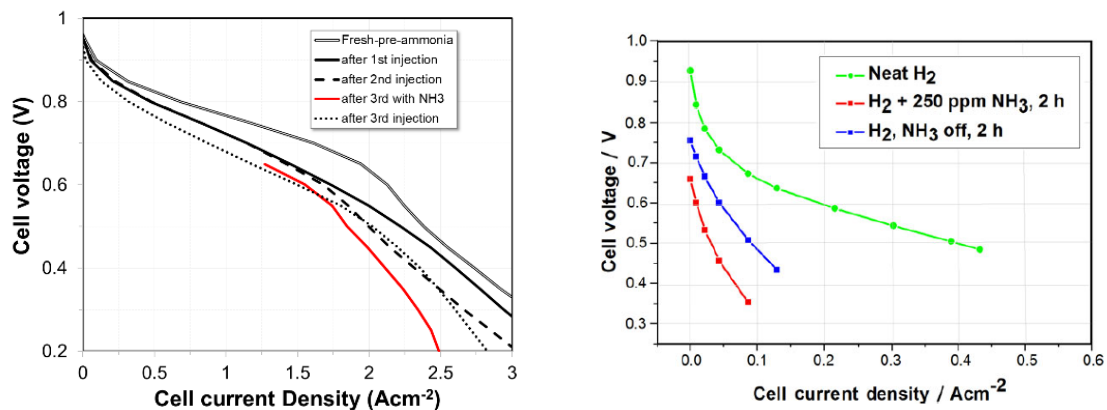 1
0.8
0.6
0.4
0.2
0
0.5
1
1.5
2
2.5
3
Cell voltage (V)
Cell current Density (Acm⁻²)
Fresh-pre-ammonia
after 1st injection
after 2nd injection
after 3rd with NH3
after 3rd injection
1.0
0.9
0.8
0.7
0.6
0.5
0.4
0.3
0.0
0.1
0.2
0.3
0.4
0.5
0.6
Cell voltage / V
Cell current density / Acm⁻²
Neat H₂
H₂ + 250 ppm NH₃, 2 h
H₂, NH₃ off, 2 h